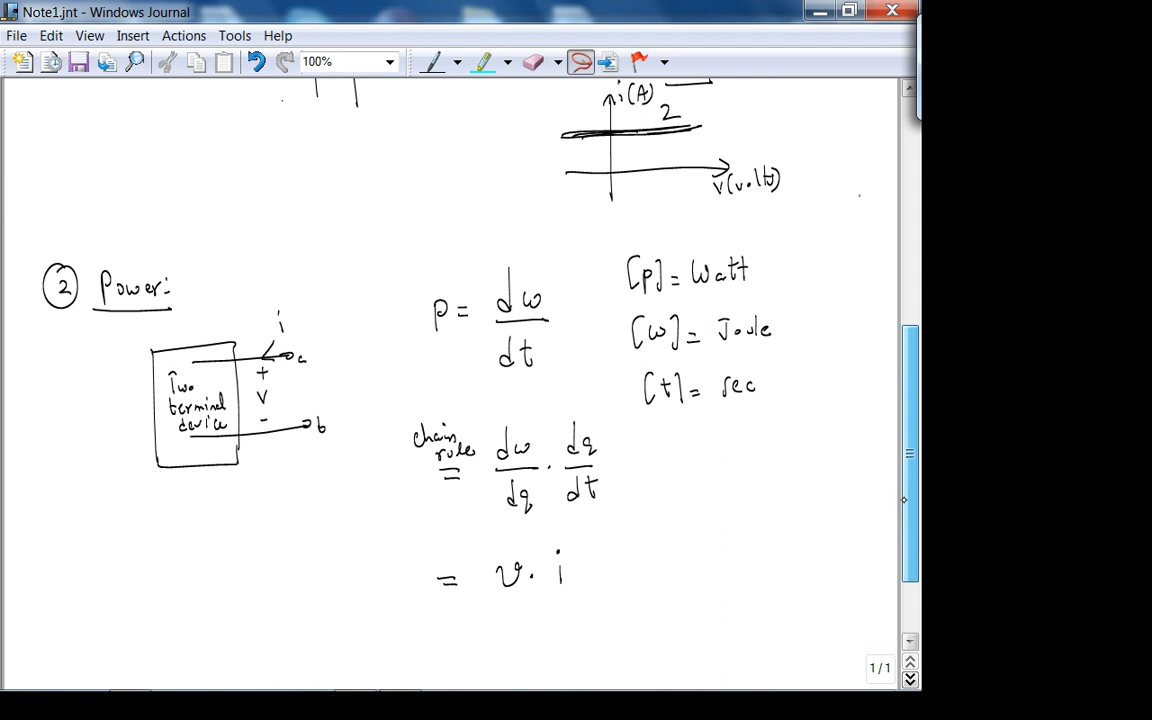 Note1.jnt - Windows Journal
File Edit View Insert Actions Tools Help
100%
i(A)
2
v(volts)
② Power:
p = dw/dt
[p] = Watt
[w] = Joule
[t] = sec
i
a
+
Two
terminal
device
v
-
b
chain
rule
= dw/dq . dq/dt
= v. i
1/1